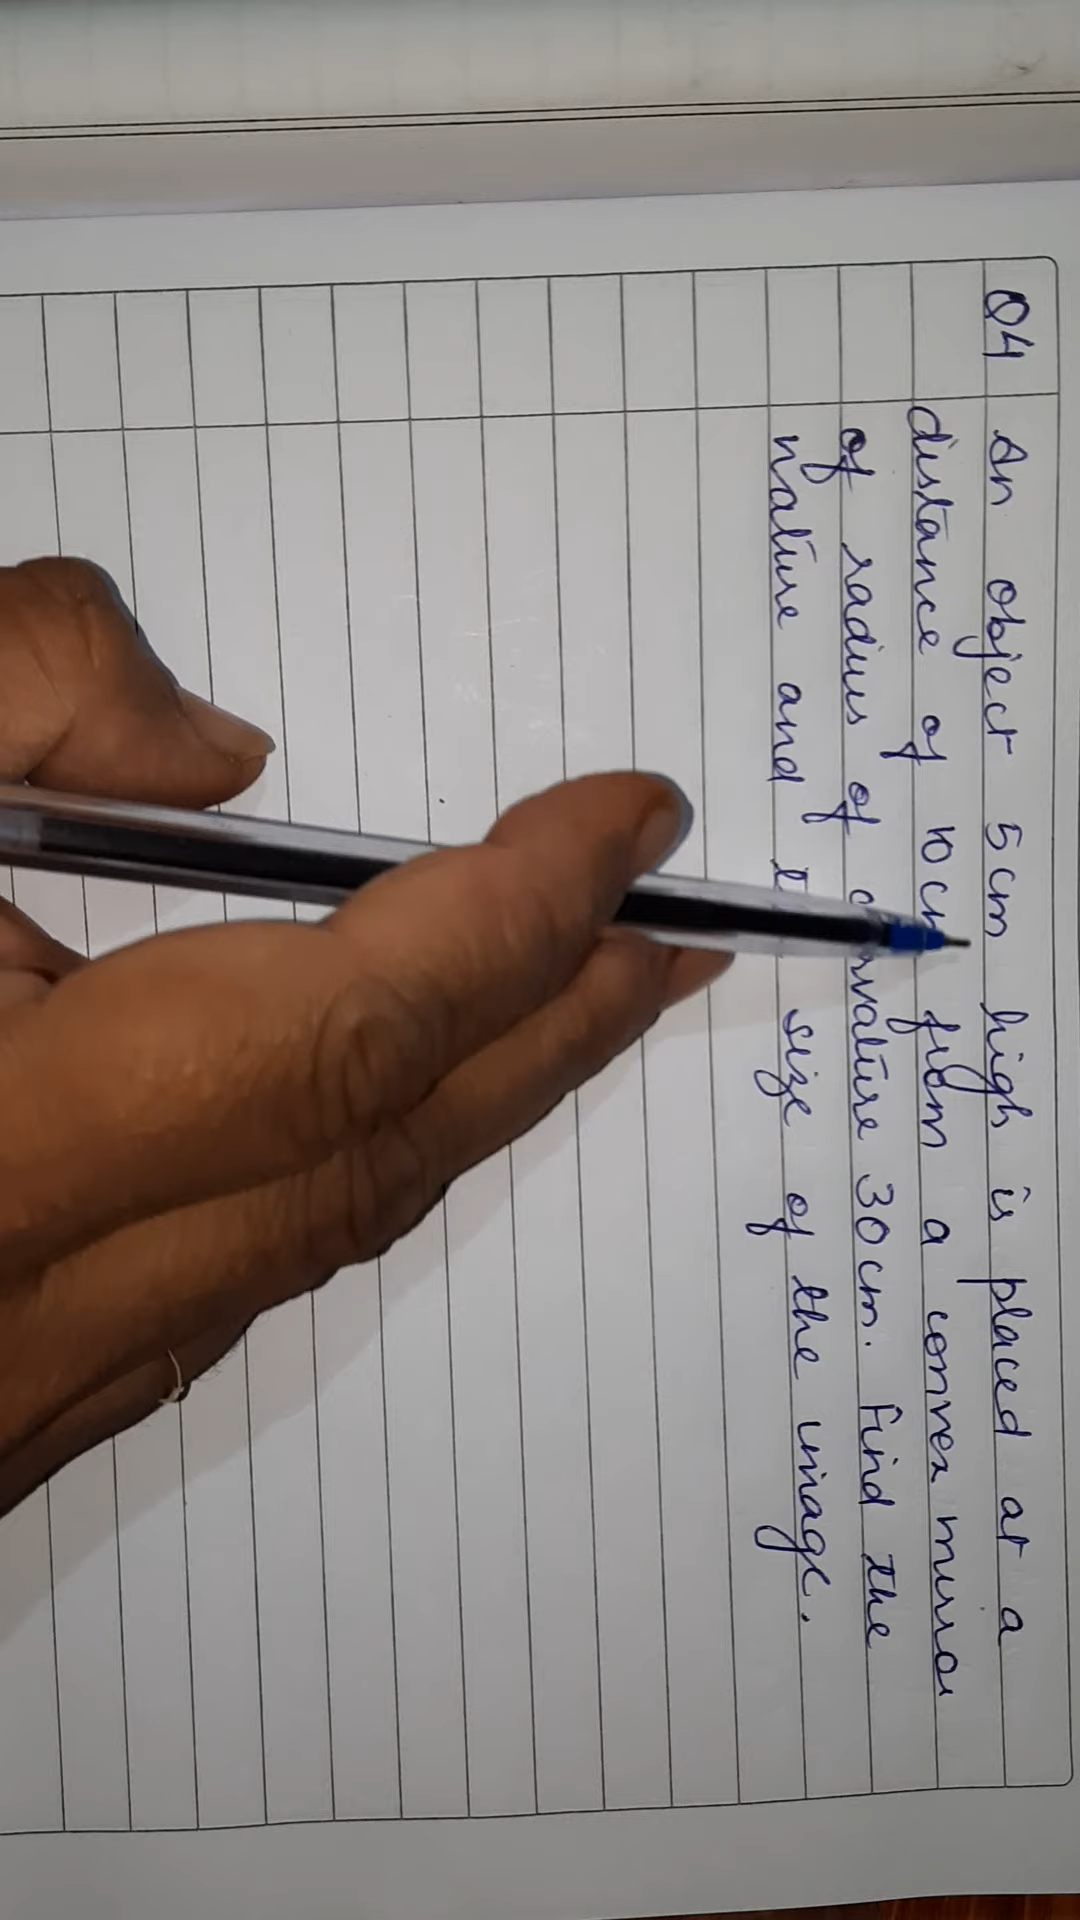 Q4 An object 5cm high is placed at a
distance of 10cm from a convex mirror
of radius of curvature 30cm. Find the
nature and size of the image.